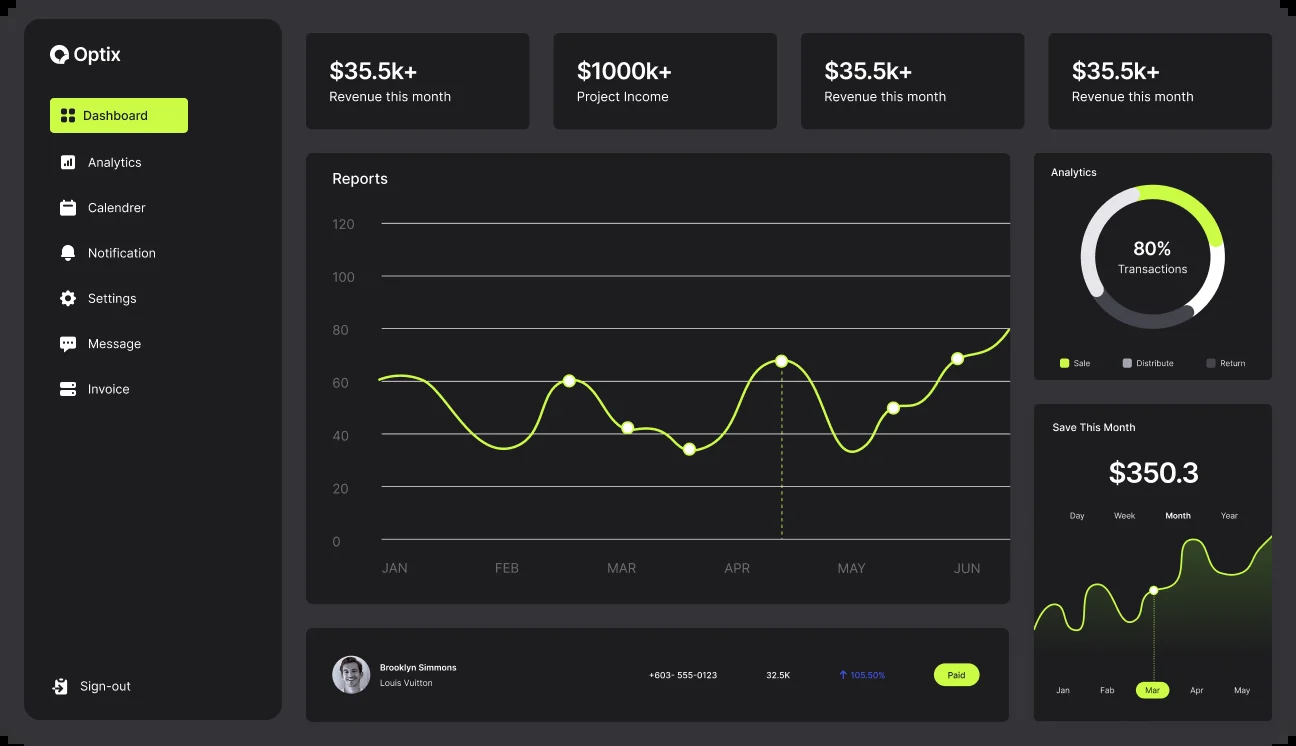 Optix
Dashboard
Analytics
Calendrer
Notification
Settings
Message
Invoice
Sign-out
$35.5k+
Revenue this month
$1000k+
Project Income
$35.5k+
Revenue this month
$35.5k+
Revenue this month
Reports
120
100
80
60
40
20
0
JAN FEB MAR APR MAY JUN
Analytics
80%
Transactions
Sale Distribute Return
Save This Month
$350.3
Day Week Month Year
Jan Fab Mar Apr May
Brooklyn Simmons
Louis Vuitton
+603- 555-0123 32.5K ↑ 105.50% Paid